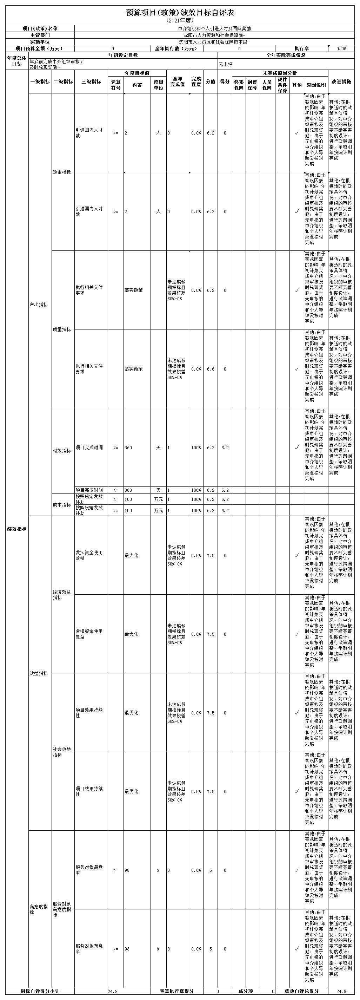 预算项目(政策)绩效目标自评表
(2021年度)
项目(政策)名称 中介组织和个人引进人才及团队奖励
主管部门 沈阳市人力资源和社会保障局-
实施单位 沈阳市人力资源和社会保障局本级-
项目预算金额（万元） 0 全年执行数（万元） 0 执行率 0.0%
年度总体目标 年初设定目标 全年实际完成情况
年底前完成中介组织审核。
及时兑现奖励。
无申报
绩效指标
一级指标 二级指标 三级指标 年度目标值 全年完成值 完成程度 分值 得分 未完成原因分析 改进措施
运算符号 内容 度量单位 经费保障 制度保障 人员保障 硬件条件保障 其他 原因说明
产出指标 数量指标 引进国内人才数 >= 2 人 0 0.0% 6.2 0 √ 其他:由于客观因素的影响 年初计划完成中介组织审核及时兑现奖励，由于无申报的中介组织和个人导致没按时完成 其他:在根据适时的政策具体情况，对中介组织的审核要不断完善制度设计，进行政策调整，争取明年按照计划完成
引进国内人才数 >= 2 人 0 0.0% 6.2 0 √ 其他:由于客观因素的影响 年初计划完成中介组织审核及时兑现奖励，由于无申报的中介组织和个人导致没按时完成 其他:在根据适时的政策具体情况，对中介组织的审核要不断完善制度设计，进行政策调整，争取明年按照计划完成
质量指标 执行相关文件要求 落实政策 未达成预期指标且效果较差60%-0% 0.0% 6.2 0 √ 其他:由于客观因素的影响 年初计划完成中介组织审核及时兑现奖励，由于无申报的中介组织和个人导致没按时完成 其他:在根据适时的政策具体情况，对中介组织的审核要不断完善制度设计，进行政策调整，争取明年按照计划完成
执行相关文件要求 落实政策 未达成预期指标且效果较差60%-0% 0.0% 6.6 0 √ 其他:由于客观因素的影响 年初计划完成中介组织审核及时兑现奖励，由于无申报的中介组织和个人导致没按时完成 其他:在根据适时的政策具体情况，对中介组织的审核要不断完善制度设计，进行政策调整，争取明年按照计划完成
时效指标 项目完成时间 <= 360 天 1 100% 6.2 6.2 √ 其他:由于客观因素的影响 年初计划完成中介组织审核及时兑现奖励，由于无申报的中介组织和个人导致没按时完成 其他:在根据适时的政策具体情况，对中介组织的审核要不断完善制度设计，进行政策调整，争取明年按照计划完成
项目完成时间 <= 360 天 1 100% 6.2 6.2
成本指标 按照规定发放补助 <= 100 万元 1 100% 6.2 6.2
按照规定发放补助 <= 100 万元 1 100% 6.2 6.2
效益指标 经济效益指标 发挥资金使用效益 最大化 未达成预期指标且效果较差60%-0% 0.0% 7.5 0 √ 其他:由于客观因素的影响 年初计划完成中介组织审核及时兑现奖励，由于无申报的中介组织和个人导致没按时完成 其他:在根据适时的政策具体情况，对中介组织的审核要不断完善制度设计，进行政策调整，争取明年按照计划完成
发挥资金使用效益 最大化 未达成预期指标且效果较差60%-0% 0.0% 7.5 0 √ 其他:由于客观因素的影响 年初计划完成中介组织审核及时兑现奖励，由于无申报的中介组织和个人导致没按时完成 其他:在根据适时的政策具体情况，对中介组织的审核要不断完善制度设计，进行政策调整，争取明年按照计划完成
社会效益指标 项目效果持续性 最优化 未达成预期指标且效果较差60%-0% 0.0% 7.5 0 √ 其他:由于客观因素的影响 年初计划完成中介组织审核及时兑现奖励，由于无申报的中介组织和个人导致没按时完成 其他:在根据适时的政策具体情况，对中介组织的审核要不断完善制度设计，进行政策调整，争取明年按照计划完成
项目效果持续性 最优化 未达成预期指标且效果较差60%-0% 0.0% 7.5 0 √ 其他:由于客观因素的影响 年初计划完成中介组织审核及时兑现奖励，由于无申报的中介组织和个人导致没按时完成 其他:在根据适时的政策具体情况，对中介组织的审核要不断完善制度设计，进行政策调整，争取明年按照计划完成
满意度指标 服务对象满意度指标 服务对象满意率 >= 98 % 0 0.0% 5 0 √ 其他:由于客观因素的影响 年初计划完成中介组织审核及时兑现奖励，由于无申报的中介组织和个人导致没按时完成 其他:在根据适时的政策具体情况，对中介组织的审核要不断完善制度设计，进行政策调整，争取明年按照计划完成
服务对象满意率 >= 98 % 0 0.0% 5 0 √ 其他:由于客观因素的影响 年初计划完成中介组织审核及时兑现奖励，由于无申报的中介组织和个人导致没按时完成 其他:在根据适时的政策具体情况，对中介组织的审核要不断完善制度设计，进行政策调整，争取明年按照计划完成
指标自评得分小计 24.8 预算执行率得分 0 减分项 0 绩效自评总得分 24.8